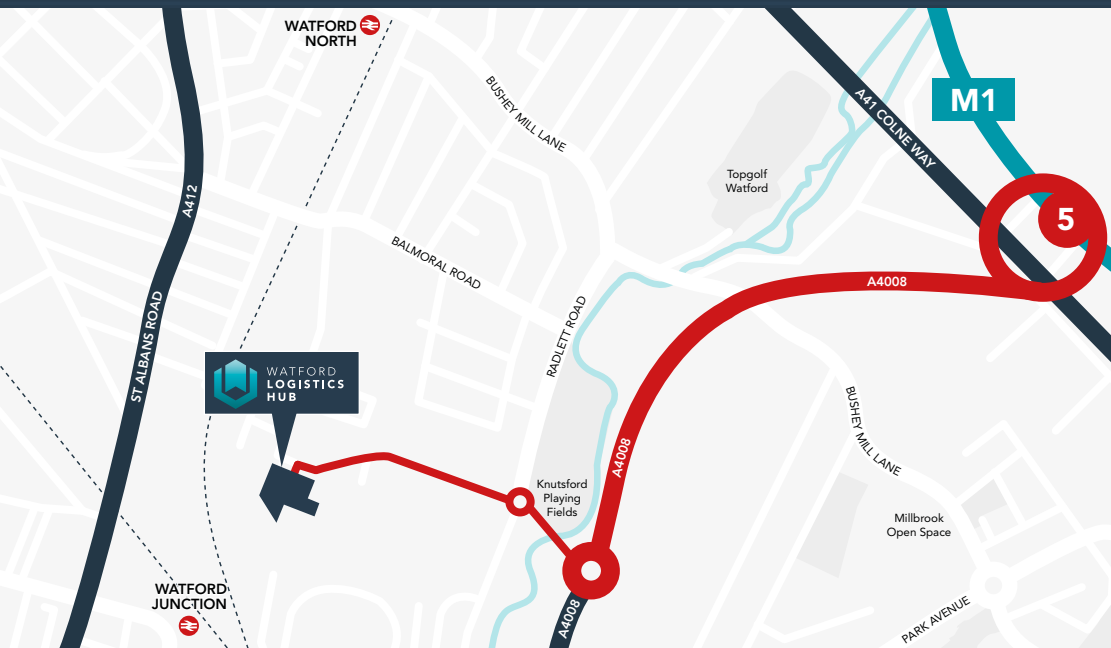 WATFORD
NORTH
BUSHEY MILL LANE
M1
A41 COLNE WAY
Topgolf
Watford
A412
5
BALMORAL ROAD
A4008
RADLETT ROAD
ST ALBANS ROAD
WATFORD
LOGISTICS
HUB
BUSHEY MILL LANE
A4008
Knutsford
Playing
Fields
Millbrook
Open Space
WATFORD
JUNCTION
A4008
PARK AVENUE